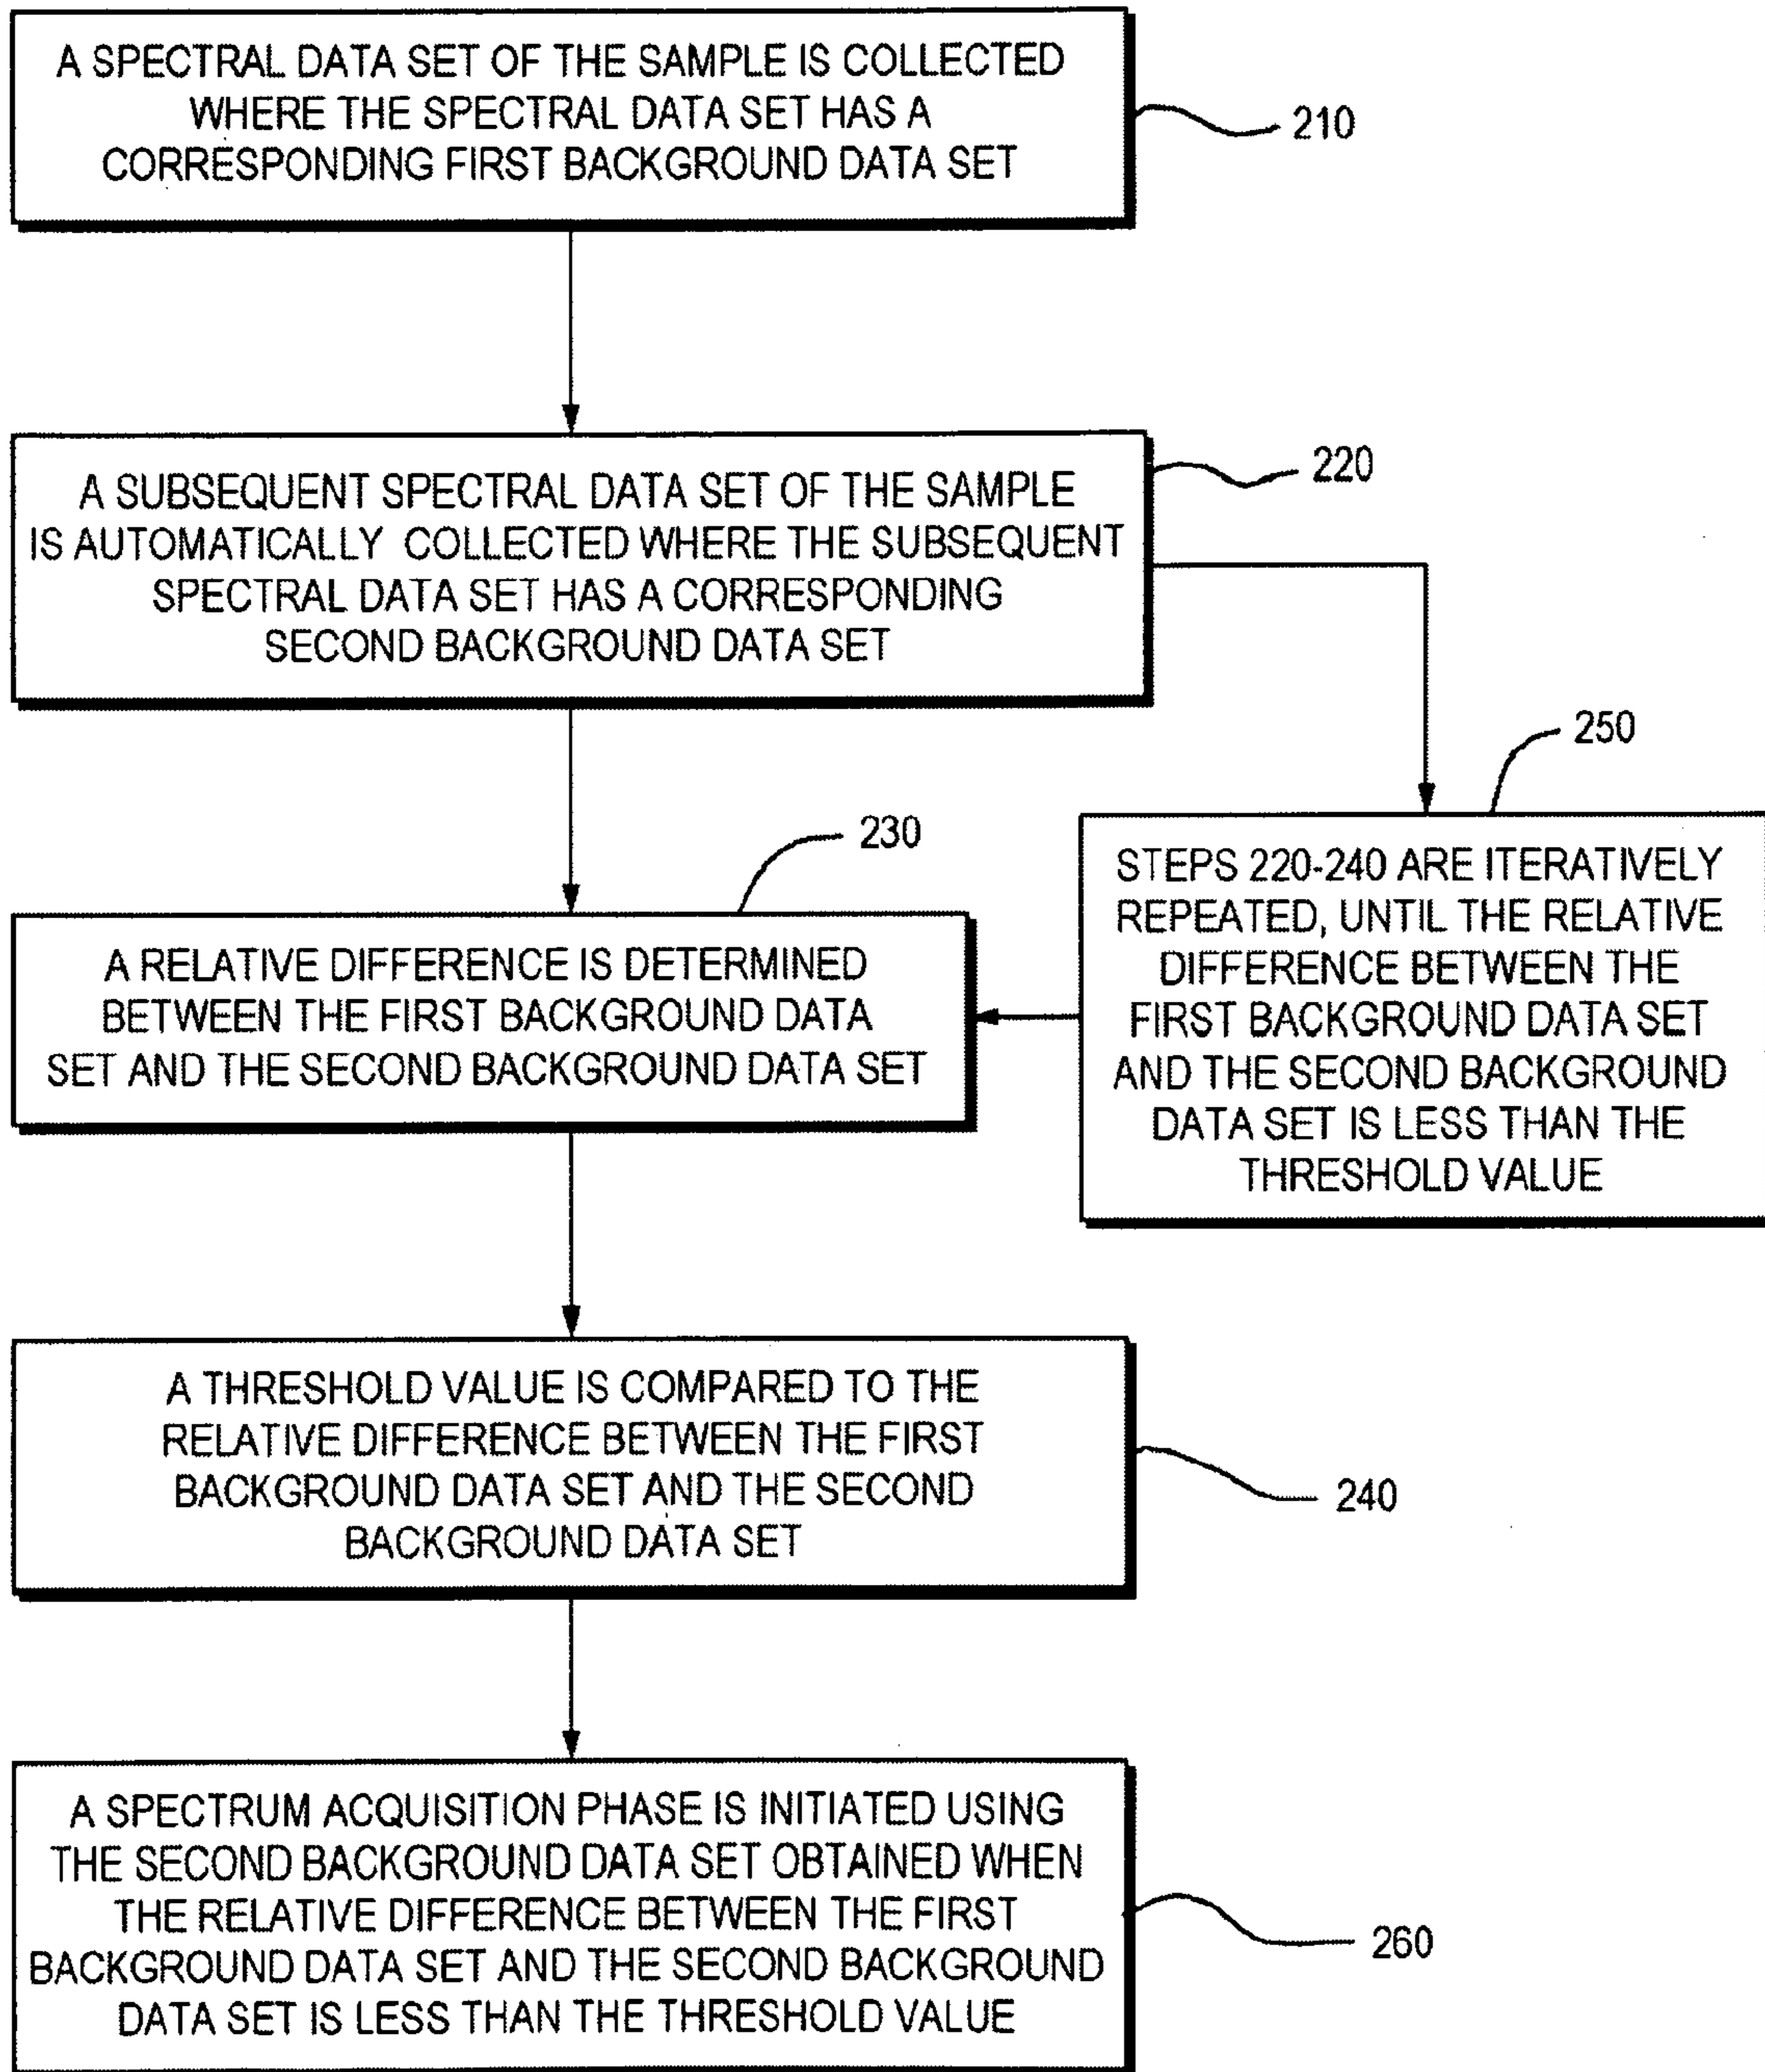 A SPECTRAL DATA SET OF THE SAMPLE IS COLLECTED
WHERE THE SPECTRAL DATA SET HAS A
CORRESPONDING FIRST BACKGROUND DATA SET
210
A SUBSEQUENT SPECTRAL DATA SET OF THE SAMPLE
IS AUTOMATICALLY COLLECTED WHERE THE SUBSEQUENT
SPECTRAL DATA SET HAS A CORRESPONDING
SECOND BACKGROUND DATA SET
220
230
A RELATIVE DIFFERENCE IS DETERMINED
BETWEEN THE FIRST BACKGROUND DATA
SET AND THE SECOND BACKGROUND DATA SET
250
STEPS 220-240 ARE ITERATIVELY
REPEATED, UNTIL THE RELATIVE
DIFFERENCE BETWEEN THE
FIRST BACKGROUND DATA SET
AND THE SECOND BACKGROUND
DATA SET IS LESS THAN THE
THRESHOLD VALUE
A THRESHOLD VALUE IS COMPARED TO THE
RELATIVE DIFFERENCE BETWEEN THE FIRST
BACKGROUND DATA SET AND THE SECOND
BACKGROUND DATA SET
240
A SPECTRUM ACQUISITION PHASE IS INITIATED USING
THE SECOND BACKGROUND DATA SET OBTAINED WHEN
THE RELATIVE DIFFERENCE BETWEEN THE FIRST
BACKGROUND DATA SET AND THE SECOND BACKGROUND
DATA SET IS LESS THAN THE THRESHOLD VALUE
260